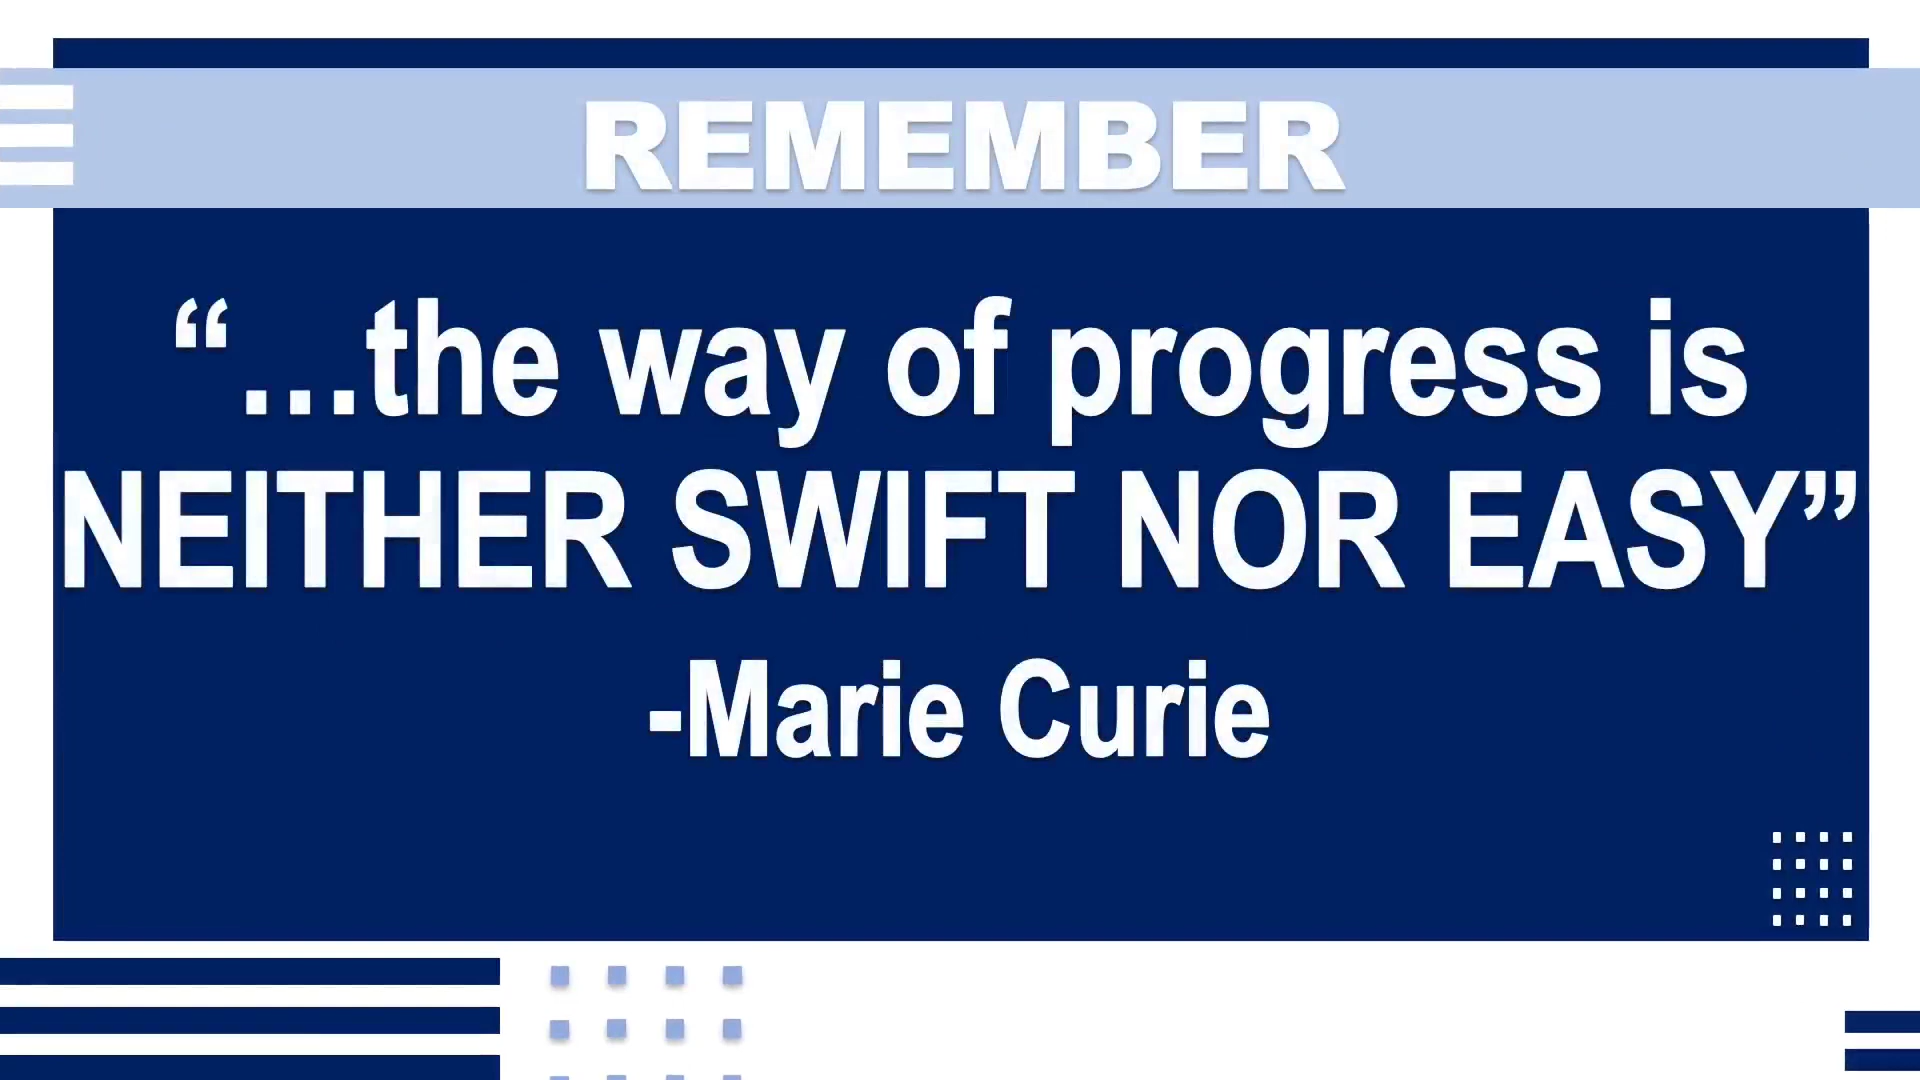 REMEMBER
“...the way of progress is
NEITHER SWIFT NOR EASY”
-Marie Curie